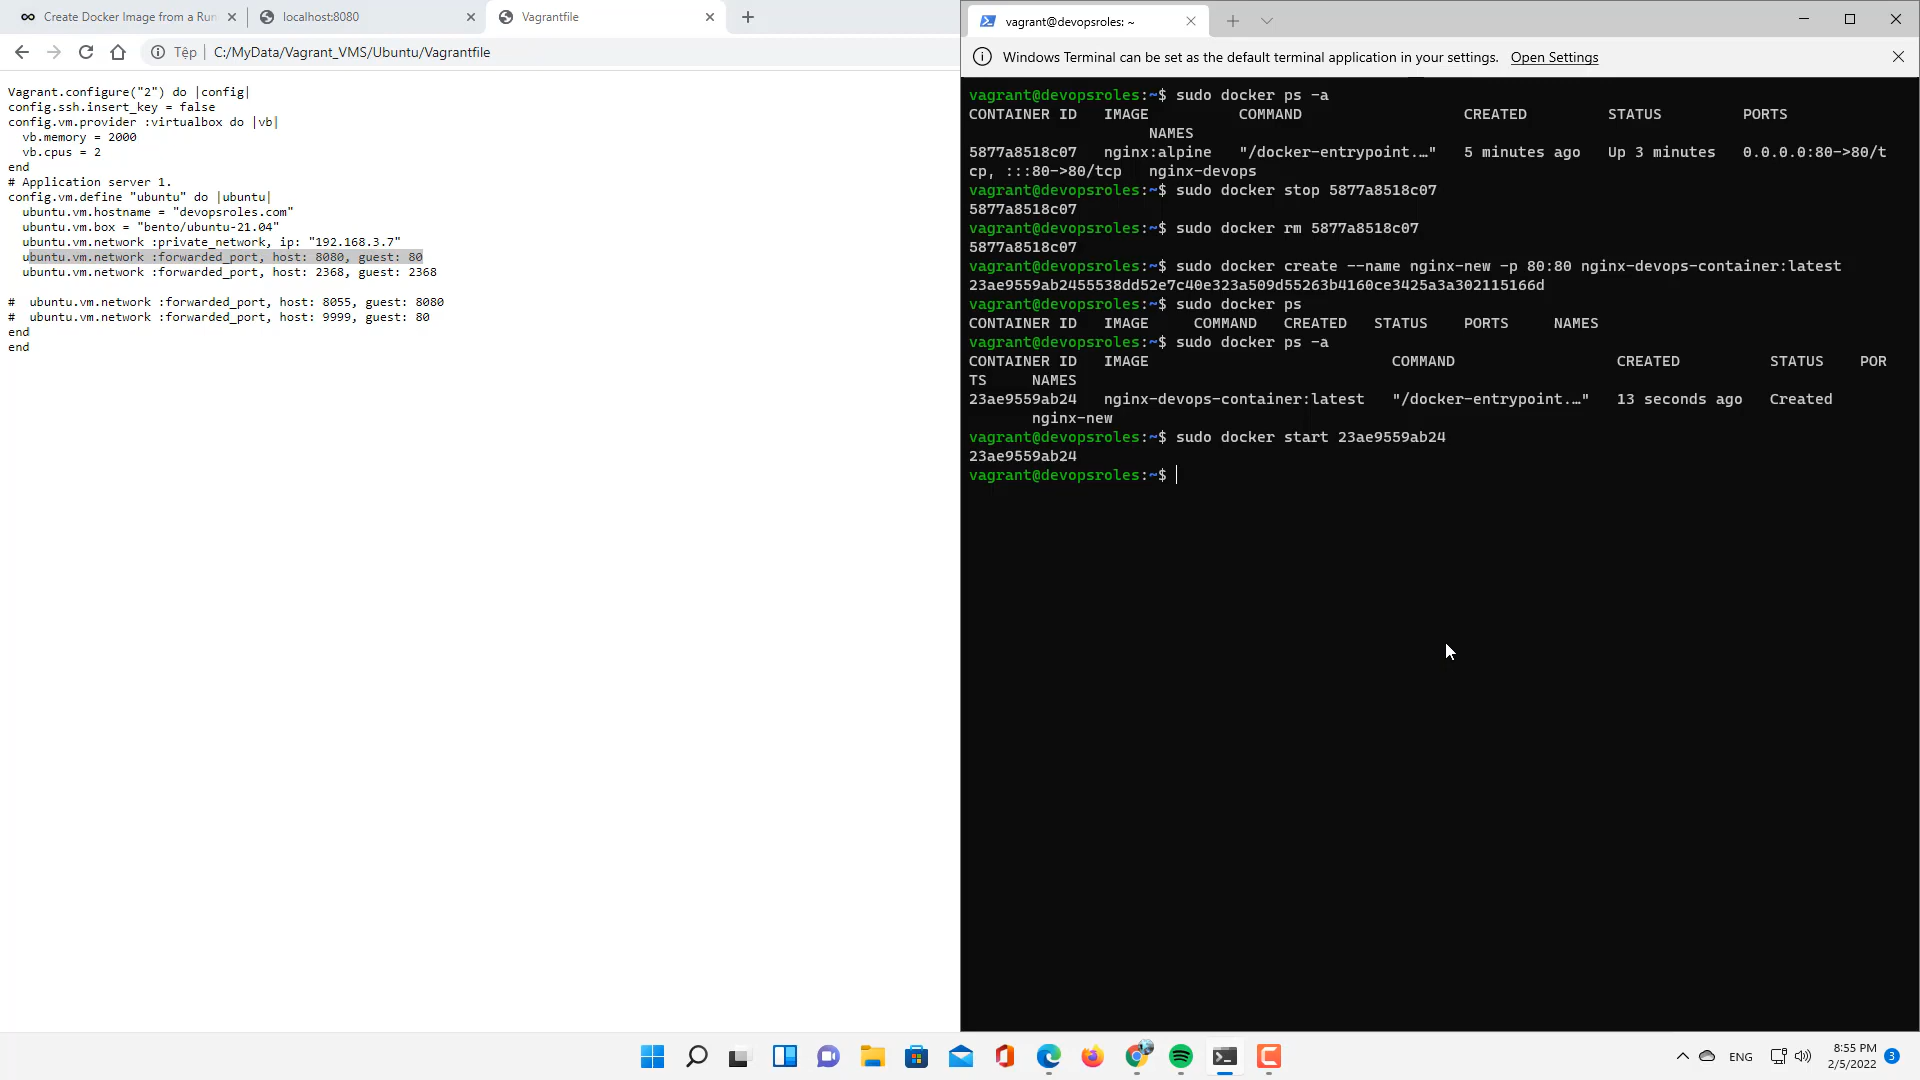 Create Docker Image from a Run
localhost:8080
Vagrantfile
Tệp
C:/MyData/Vagrant_VMS/Ubuntu/Vagrantfile
Vagrant.configure("2") do |config|
config.ssh.insert_key = false
config.vm.provider :virtualbox do |vb|
vb.memory = 2000
vb.cpus = 2
end
# Application server 1.
config.vm.define "ubuntu" do |ubuntu|
ubuntu.vm.hostname = "devopsroles.com"
ubuntu.vm.box = "bento/ubuntu-21.04"
ubuntu.vm.network :private_network, ip: "192.168.3.7"
ubuntu.vm.network :forwarded_port, host: 8080, guest: 80
ubuntu.vm.network :forwarded_port, host: 2368, guest: 2368
#  ubuntu.vm.network :forwarded_port, host: 8055, guest: 8080
#  ubuntu.vm.network :forwarded_port, host: 9999, guest: 80
end
end
vagrant@devopsroles: ~
Windows Terminal can be set as the default terminal application in your settings. Open Settings
vagrant@devopsroles:~$ sudo docker ps -a
CONTAINER ID   IMAGE          COMMAND                  CREATED         STATUS         PORTS
NAMES
5877a8518c07   nginx:alpine   "/docker-entrypoint.…"   5 minutes ago   Up 3 minutes   0.0.0.0:80->80/t
cp, :::80->80/tcp   nginx-devops
vagrant@devopsroles:~$ sudo docker stop 5877a8518c07
5877a8518c07
vagrant@devopsroles:~$ sudo docker rm 5877a8518c07
5877a8518c07
vagrant@devopsroles:~$ sudo docker create --name nginx-new -p 80:80 nginx-devops-container:latest
23ae9559ab2455538dd52e7c40e323a509d55263b4160ce3425a3a302115166d
vagrant@devopsroles:~$ sudo docker ps
CONTAINER ID   IMAGE     COMMAND   CREATED   STATUS    PORTS     NAMES
vagrant@devopsroles:~$ sudo docker ps -a
CONTAINER ID   IMAGE                           COMMAND                  CREATED          STATUS    POR
TS     NAMES
23ae9559ab24   nginx-devops-container:latest   "/docker-entrypoint.…"   13 seconds ago   Created
nginx-new
vagrant@devopsroles:~$ sudo docker start 23ae9559ab24
23ae9559ab24
vagrant@devopsroles:~$
ENG
8:55 PM
2/5/2022
3